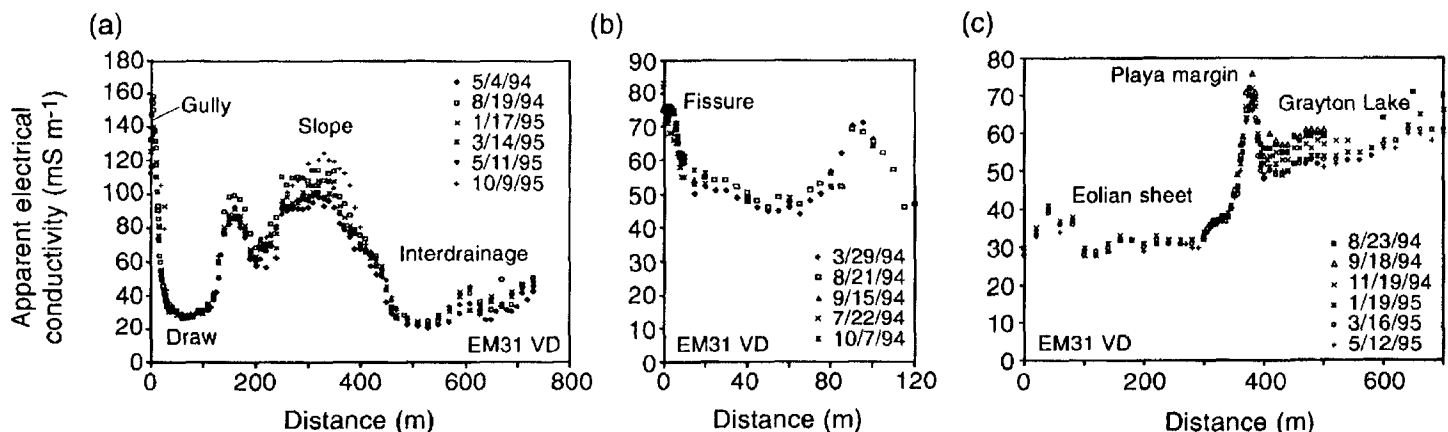 (a)
Apparent electrical
conductivity (mS m⁻¹)
180
160
140
120
100
80
60
40
20
0
Gully
Slope
5/4/94
8/19/94
1/17/95
3/14/95
5/11/95
10/9/95
Interdrainage
Draw
EM31 VD
0 200 400 600 800
Distance (m)
(b)
90
80
70
60
50
40
30
20
10
0
Fissure
3/29/94
8/21/94
9/15/94
7/22/94
10/7/94
EM31 VD
0 40 80 120
Distance (m)
(c)
80
70
60
50
40
30
20
10
0
Playa margin
Grayton Lake
Eolian sheet
8/23/94
9/18/94
11/19/94
1/19/95
3/16/95
5/12/95
EM31 VD
0 200 400 600
Distance (m)